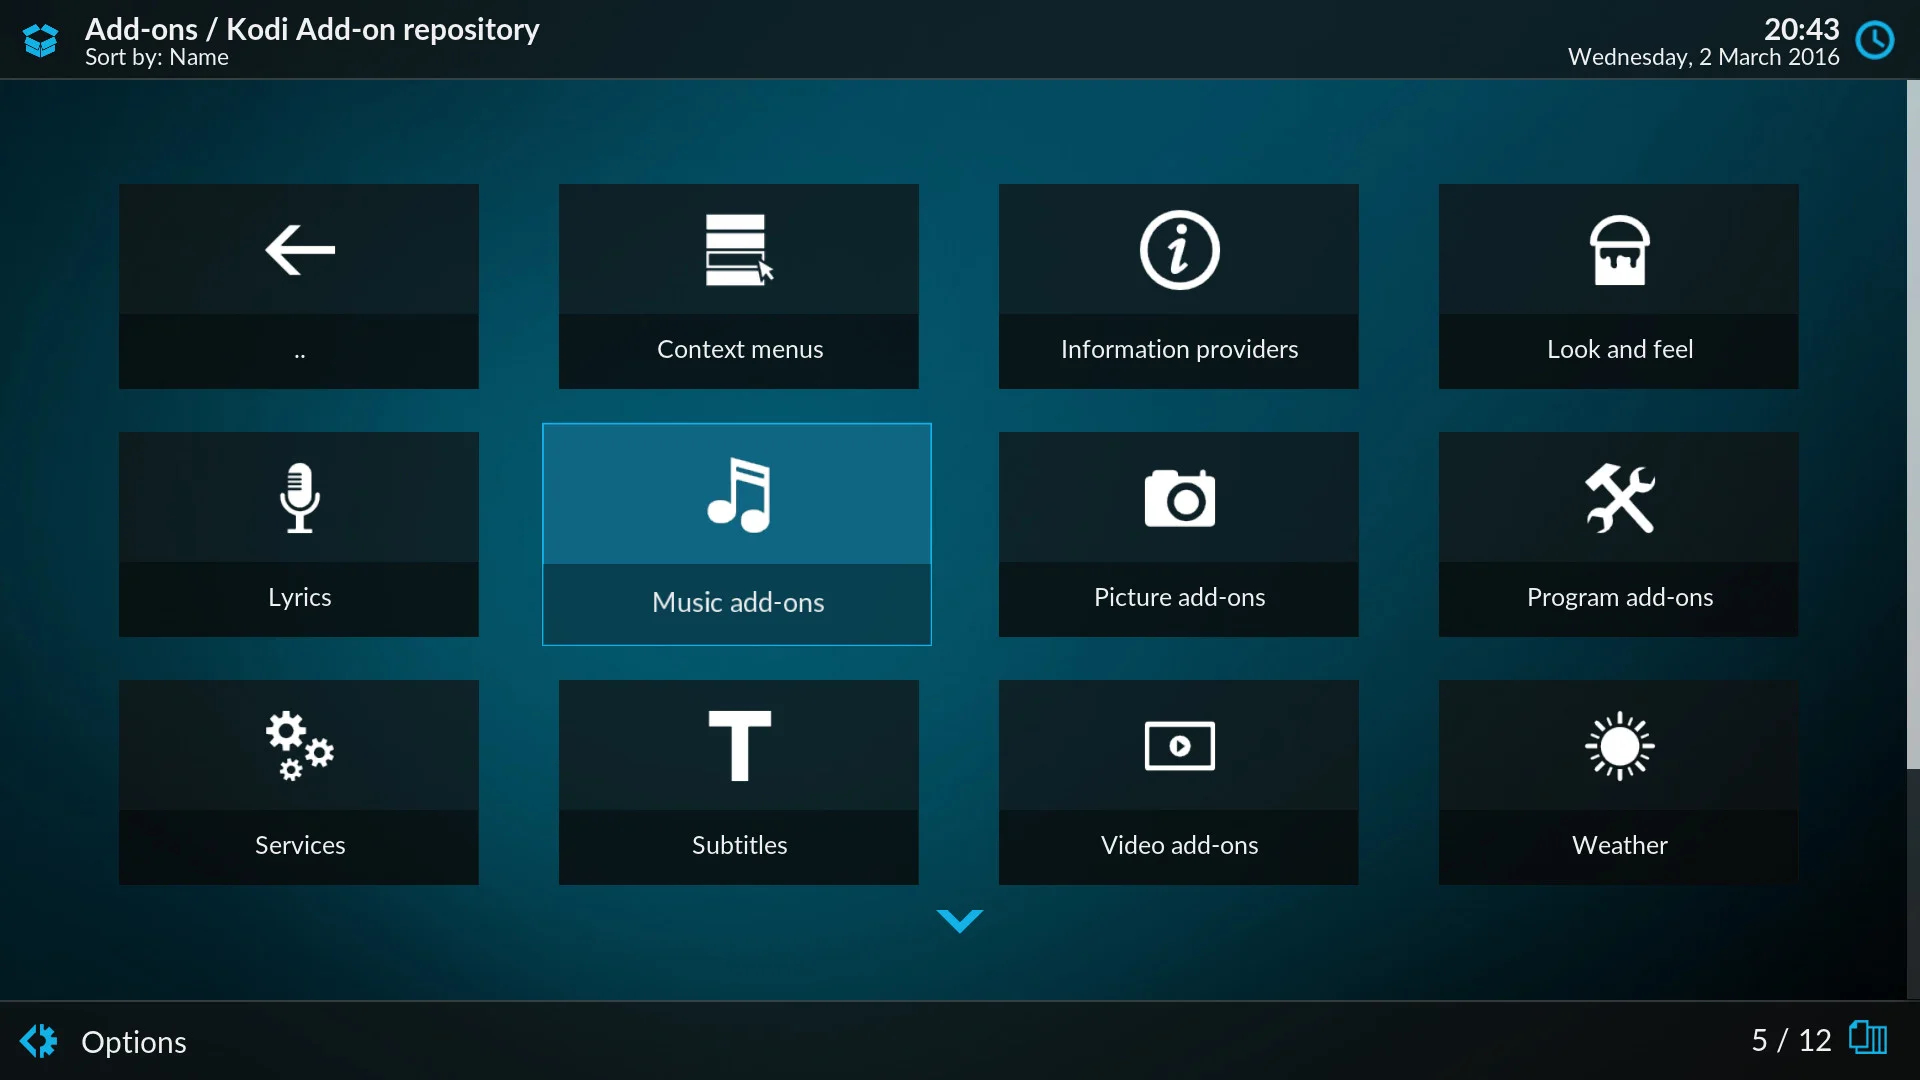 Add-ons / Kodi Add-on repository
Sort by: Name
20:43
Wednesday, 2 March 2016
..
Context menus
Information providers
Look and feel
Lyrics
Music add-ons
Picture add-ons
Program add-ons
Services
Subtitles
Video add-ons
Weather
Options
5 / 12